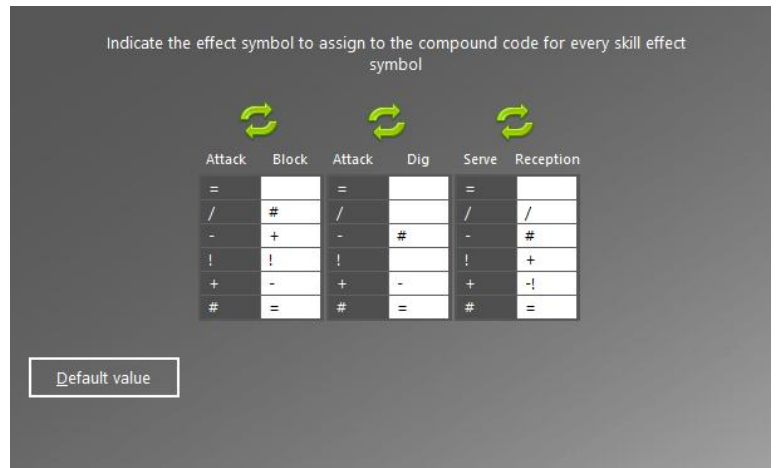 Indicate the effect symbol to assign to the compound code for every skill effect
symbol
Attack Block Attack Dig Serve Reception
= = =
/ # / / /
- + - # - #
! ! ! ! +
+ - + - + -!
# = # = # =
Default value